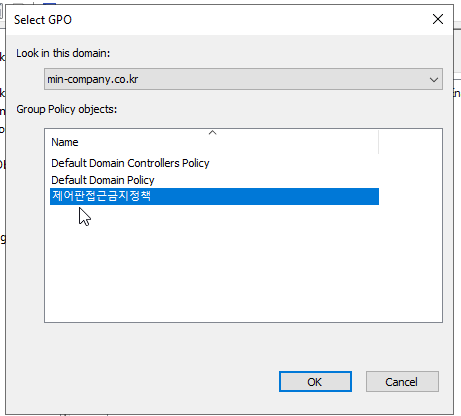 Select GPO
Look in this domain:
min-company.co.kr
Group Policy objects:
Name
Default Domain Controllers Policy
Default Domain Policy
제어판접근금지정책
OK
Cancel